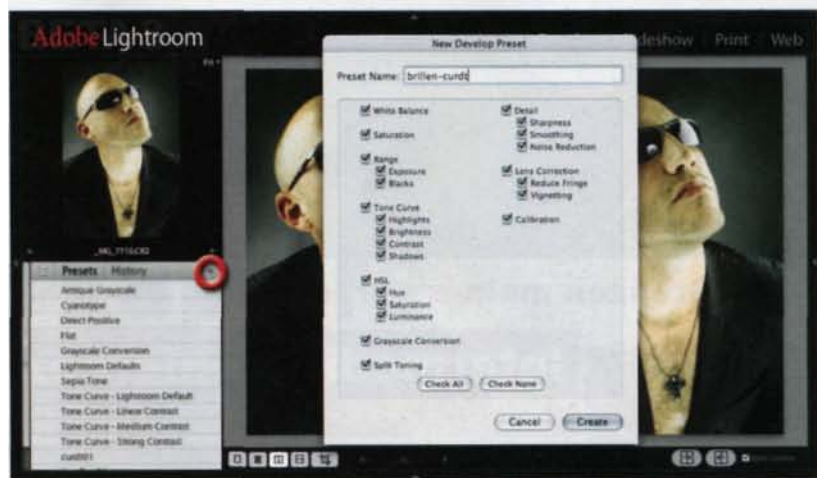 Adobe Lightroom
deshow Print Web
New Develop Preset
Preset Name: brillen-curdt
White Balance
Saturation
Range
Exposure
Blacks
Tone Curve
Highlights
Brightness
Contrast
Shadows
HSL
Hue
Saturation
Luminance
Grayscale Conversion
Split Toning
Detail
Sharpness
Smoothing
Noise Reduction
Lens Correction
Reduce Fringe
Vignetting
Calibration
Check All Check None
Cancel Create
Presets History
Antique Grayscale
Cyanotype
Direct Positive
Flat
Grayscale Conversion
Lightroom Defaults
Sepia Tone
Tone Curve - Lightroom Default
Tone Curve - Linear Contrast
Tone Curve - Medium Contrast
Tone Curve - Strong Contrast
curdt01